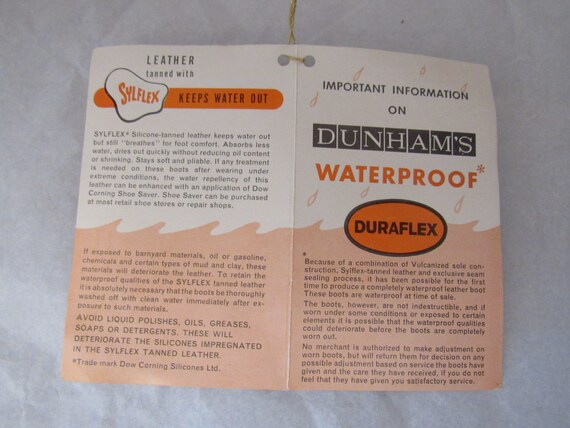 LEATHER
tanned with
SYLFLEX
KEEPS WATER OUT
SYLFLEX* Silicone-tanned leather keeps water out
but still "breathes" for foot comfort. Absorbs less
water, dries out quickly without reducing oil content
or shrinking. Stays soft and pliable. If any treatment
is needed on these boots after wearing under
extreme conditions, the water repellency of this
leather can be enhanced with an application of Dow
Corning Shoe Saver. Shoe Saver can be purchased
at most retail shoe stores or repair shops.
If exposed to barnyard materials, oil or gasoline,
chemicals and certain types of mud and clay, these
materials will deteriorate the leather. To retain the
waterproof qualities of the SYLFLEX tanned leather
it is absolutely necessary that the boots be thoroughly
washed off with clean water immediately after ex-
posure to such materials.
AVOID LIQUID POLISHES, OILS, GREASES,
SOAPS OR DETERGENTS. THESE WILL
DETERIORATE THE SILICONES IMPREGNATED
IN THE SYLFLEX TANNED LEATHER.
*Trade mark Dow Corning Silicones Ltd.
IMPORTANT INFORMATION
ON
DUNHAM'S
WATERPROOF*
DURAFLEX
*
Because of a combination of Vulcanized sole con-
struction, Sylflex-tanned leather and exclusive seam
sealing process, it has been possible for the first
time to produce a completely waterproof leather boot
These boots are waterproof at time of sale.
The boots, however, are not indestructible, and if
worn under some conditions or exposed to certain
elements it is possible that the waterproof qualities
could deteriorate before the boots are completely
worn out.
No merchant is authorized to make adjustment on
worn boots, but will return them for decision on any
possible adjustment based on service the boots have
given and the care they have received, if you do not
feel that they have given you satisfactory service.